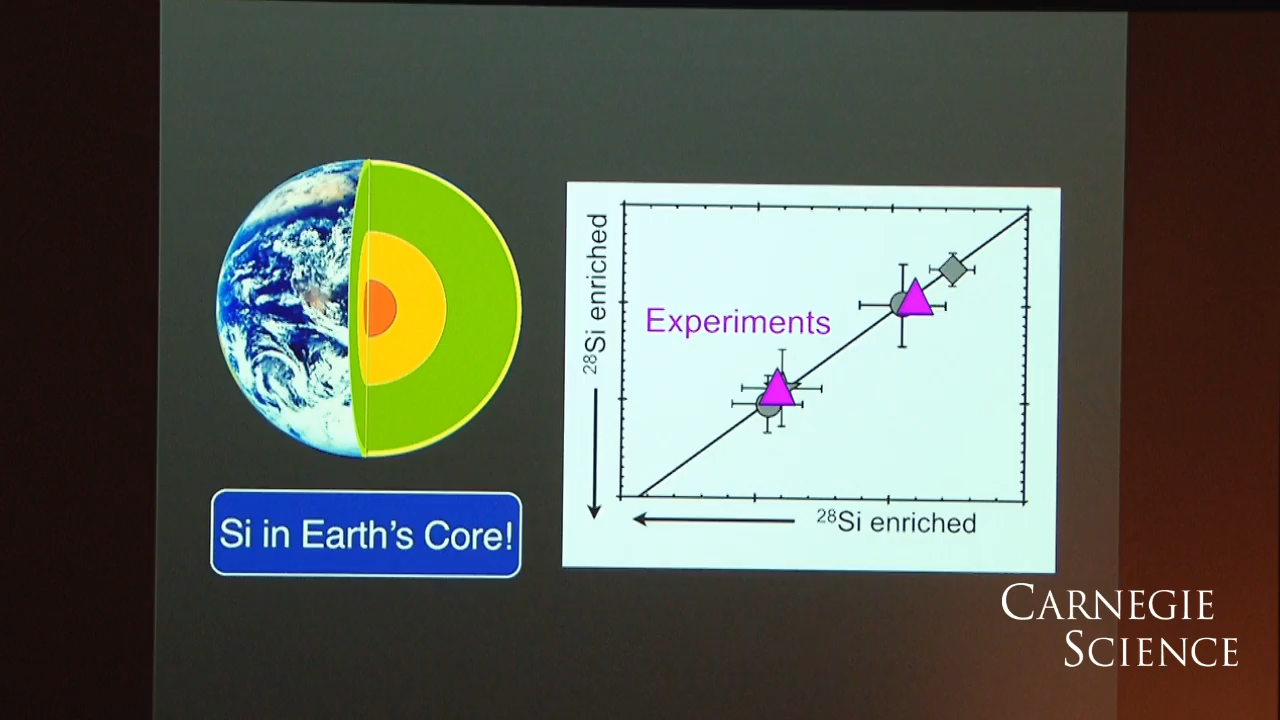 ²⁸Si enriched
Experiments
²⁸Si enriched
Si in Earth's Core!
CARNEGIE
SCIENCE